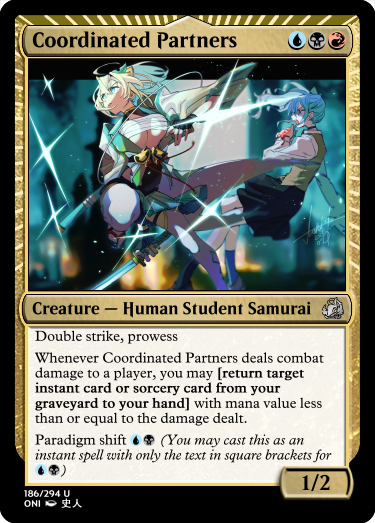 Coordinated Partners
Creature — Human Student Samurai
Double strike, prowess
Whenever Coordinated Partners deals combat
damage to a player, you may [return target
instant card or sorcery card from your
graveyard to your hand] with mana value less
than or equal to the damage dealt.
Paradigm shift (You may cast this as an
instant spell with only the text in square brackets for
)
1/2
186/294 U
ONI 史人